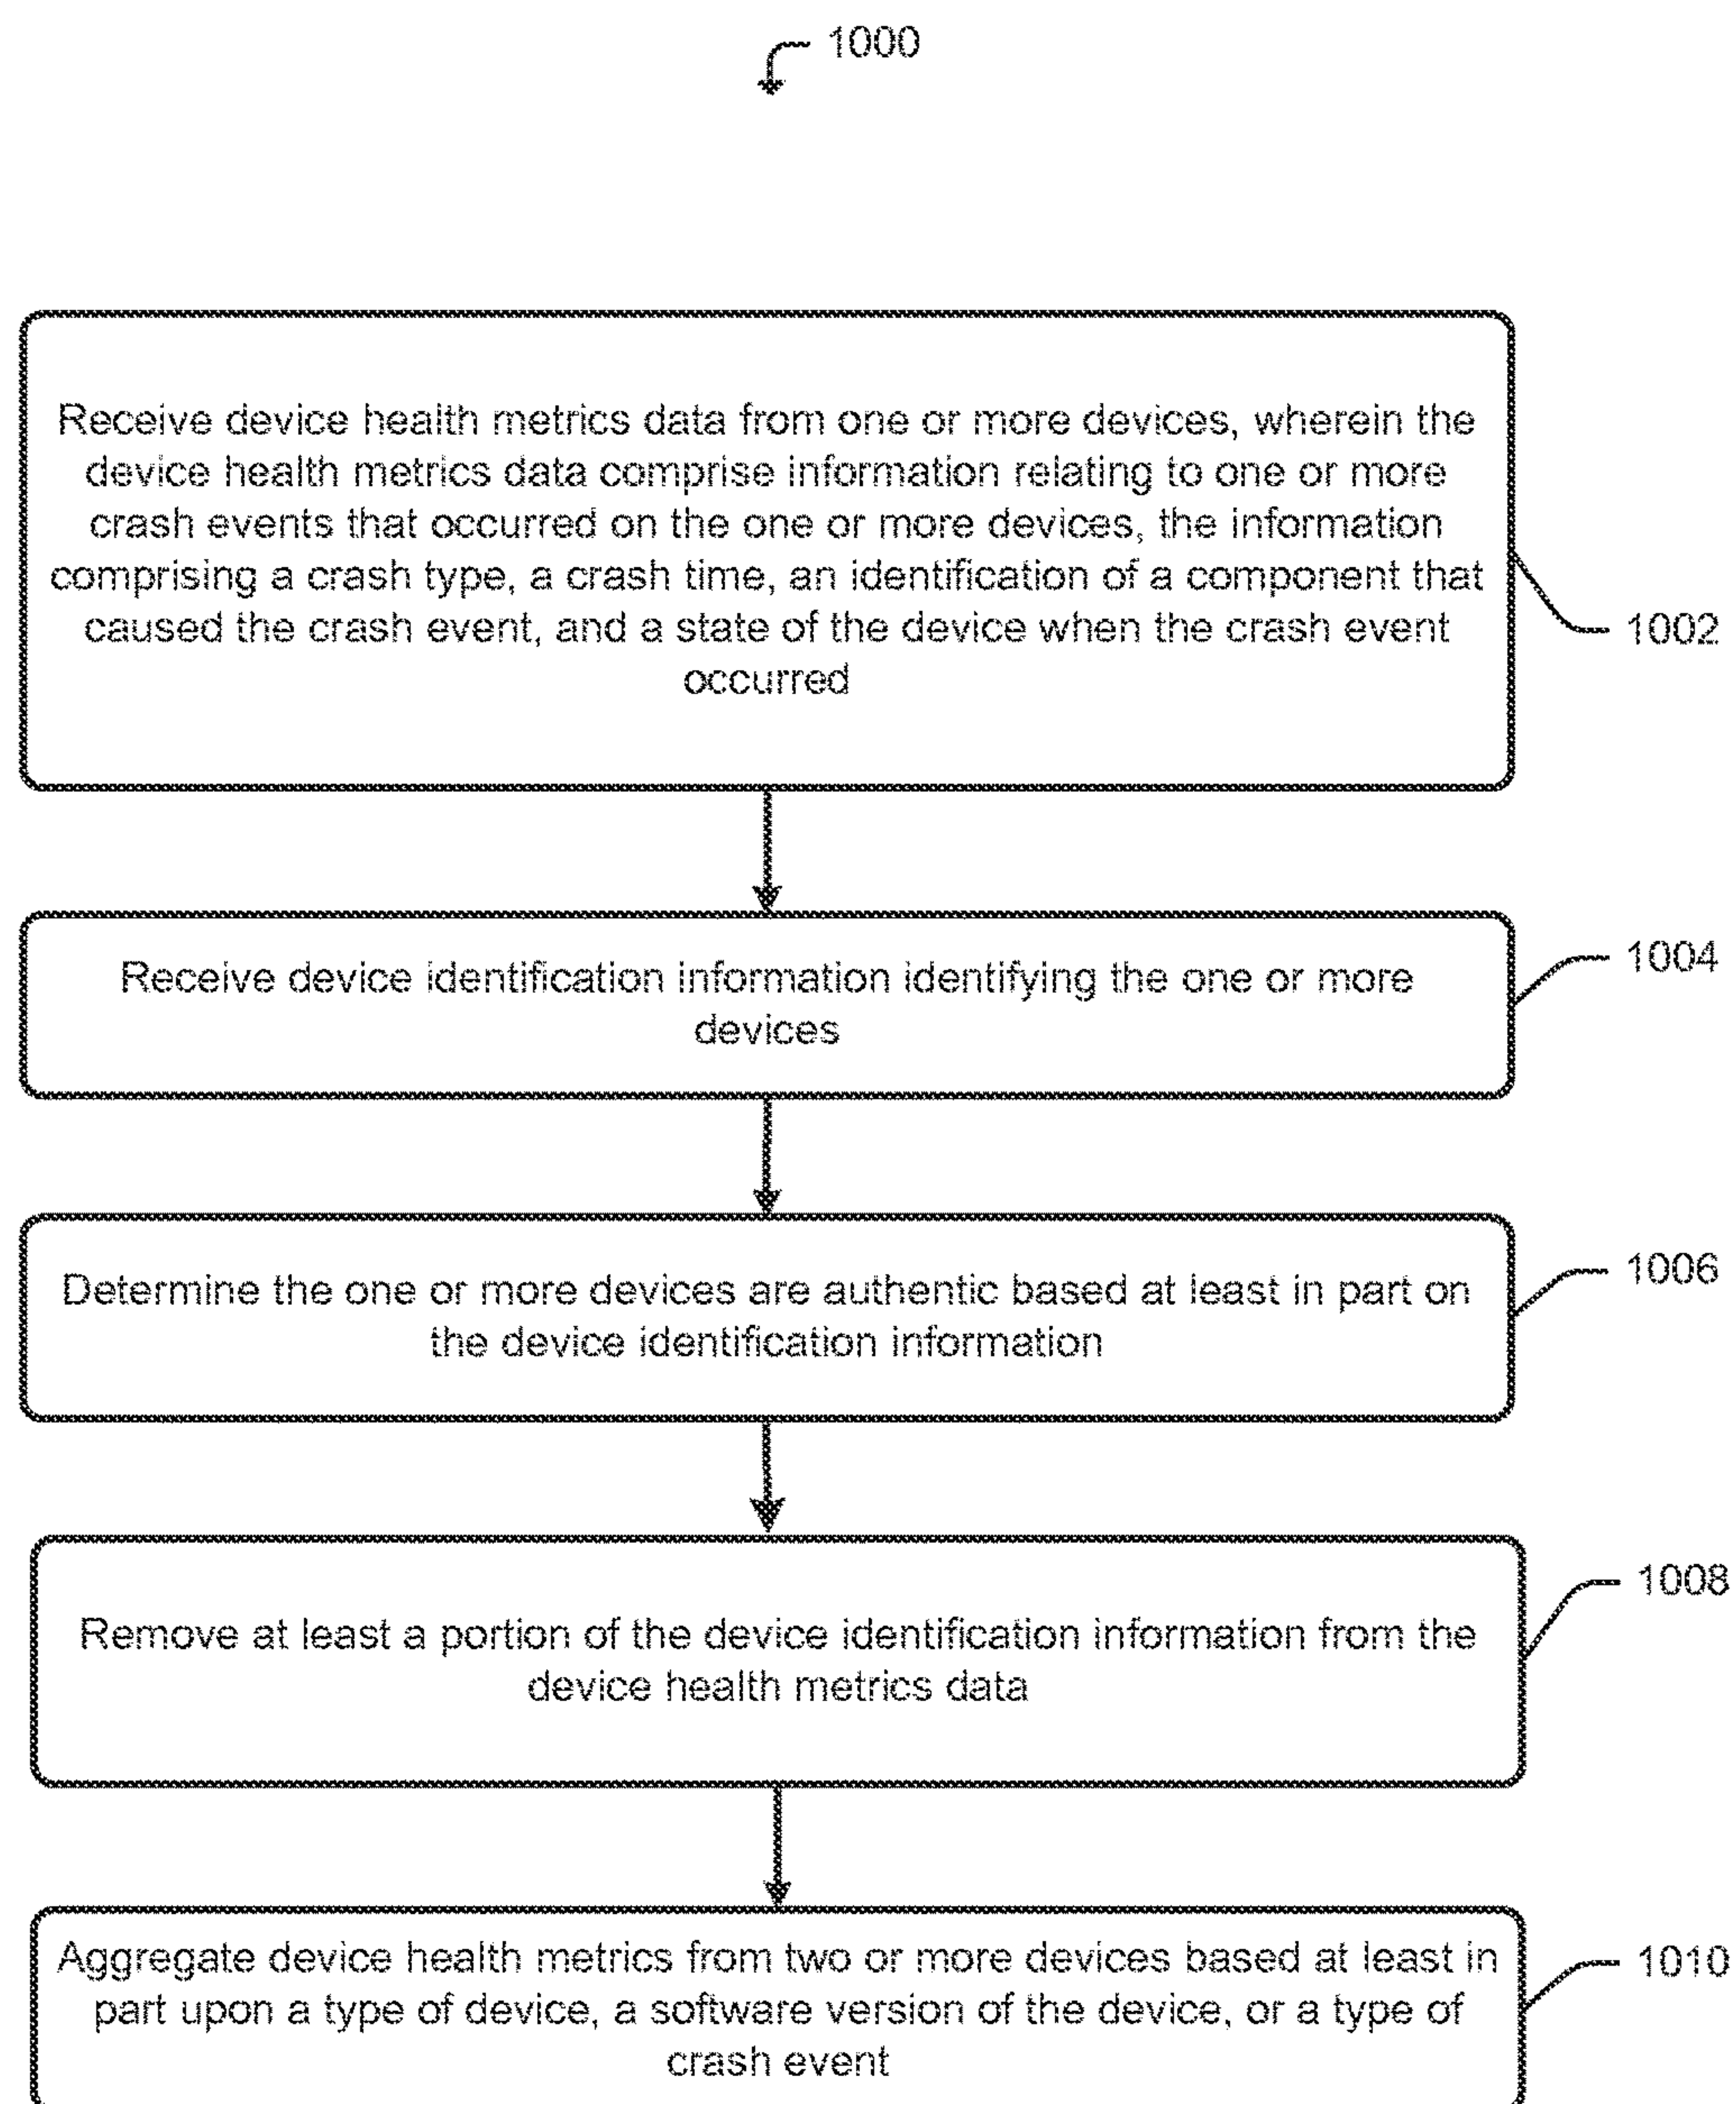 1000
Receive device health metrics data from one or more devices, wherein the
device health metrics data comprise information relating to one or more
crash events that occurred on the one or more devices, the information
comprising a crash type, a crash time, an identification of a component that
caused the crash event, and a state of the device when the crash event
occurred
1002
Receive device identification information identifying the one or more
devices
1004
Determine the one or more devices are authentic based at least in part on
the device identification information
1006
Remove at least a portion of the device identification information from the
device health metrics data
1008
Aggregate device health metrics from two or more devices based at least in
part upon a type of device, a software version of the device, or a type of
crash event
1010